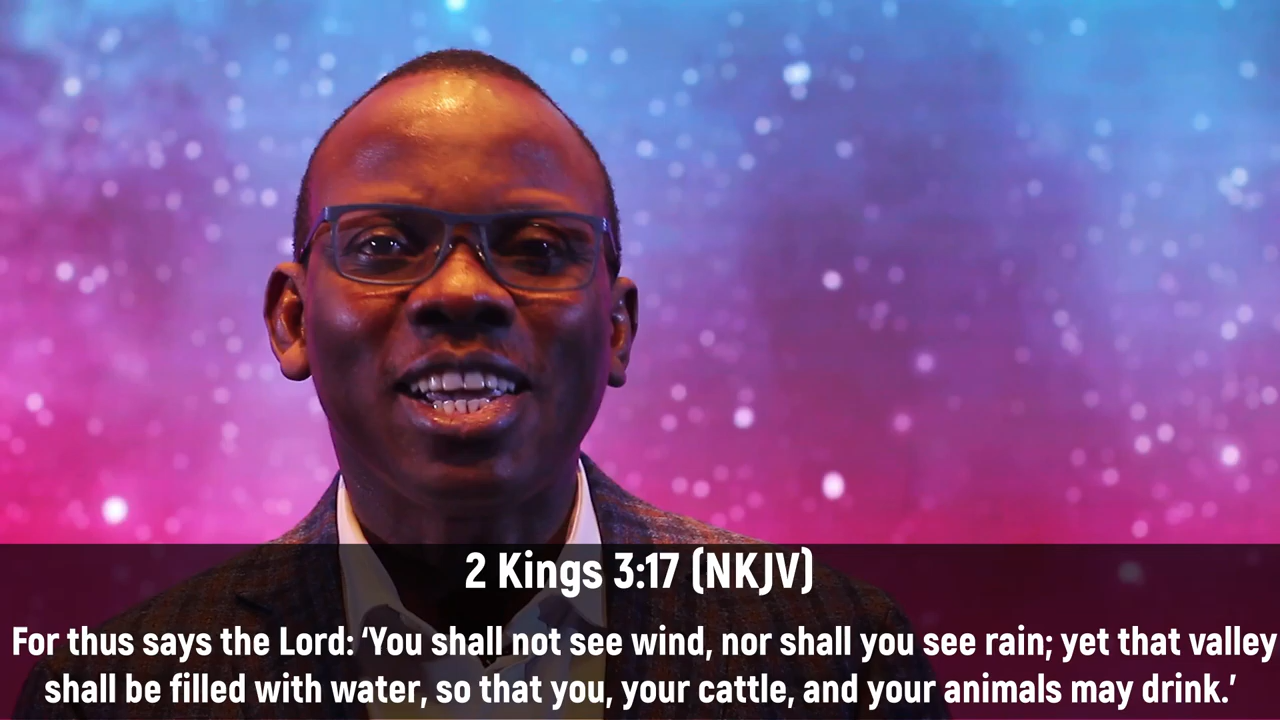 2 Kings 3:17 (NKJV)
For thus says the Lord: ‘You shall not see wind, nor shall you see rain; yet that valley
shall be filled with water, so that you, your cattle, and your animals may drink.’